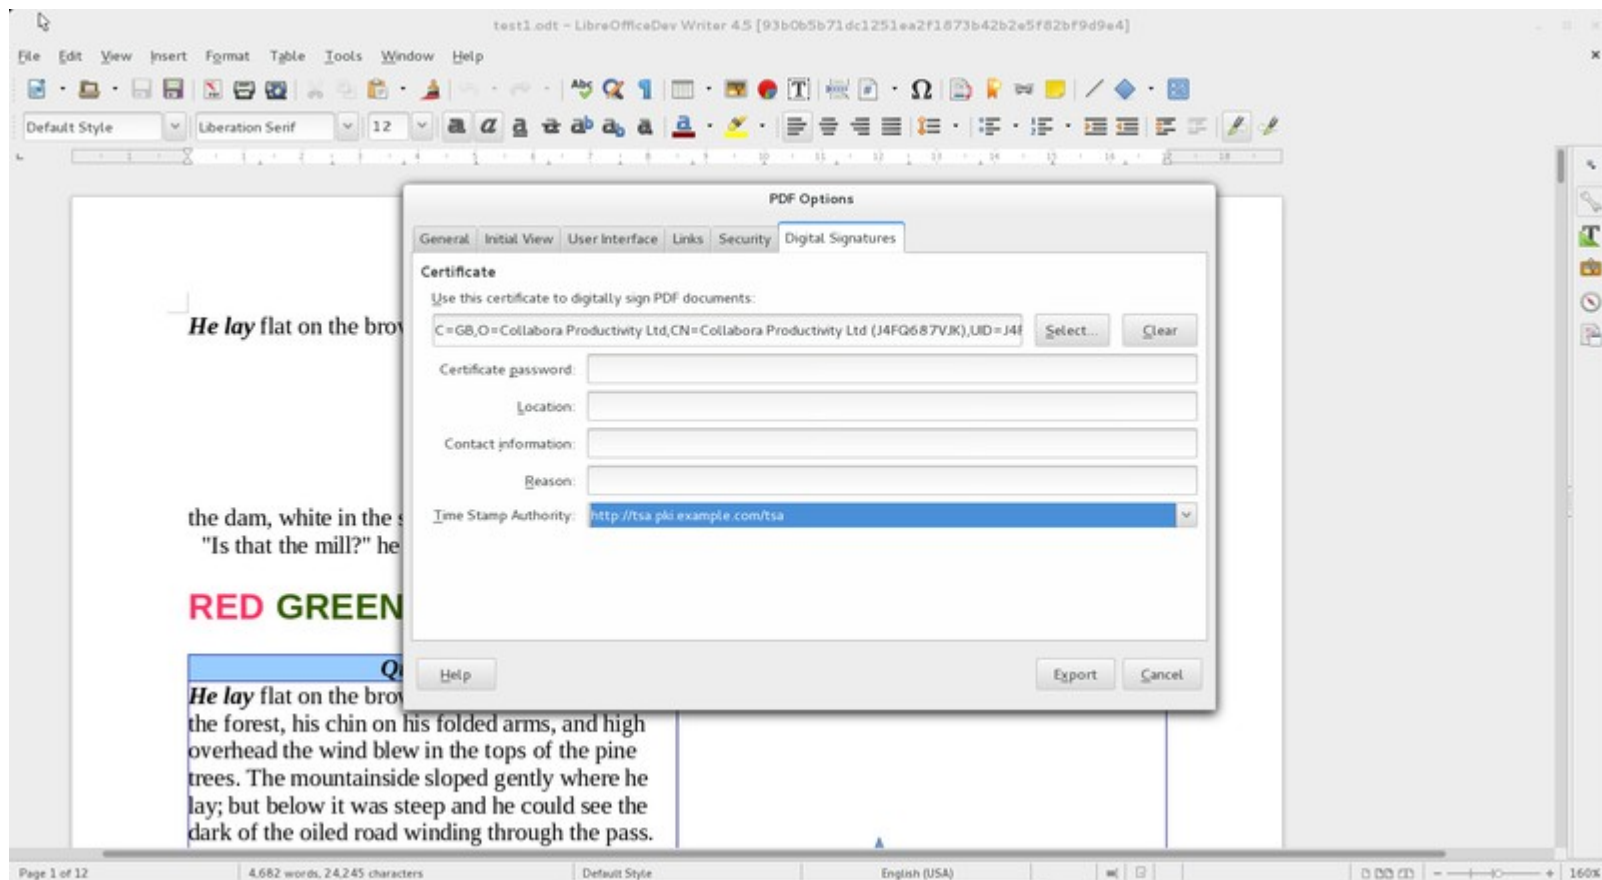 test1.odt – LibreOfficeDev Writer 4.5 [93b0b5b71dc1251ea2f1873b42b2e5f82bf9d9e4]
File Edit View Insert Format Table Tools Window Help
Default Style Liberation Serif 12
PDF Options
General Initial View User Interface Links Security Digital Signatures
Certificate
Use this certificate to digitally sign PDF documents:
C=GB,O=Collabora Productivity Ltd,CN=Collabora Productivity Ltd (J4FQ687VJK),UID=J4F Select... Clear
Certificate password:
Location:
Contact information:
Reason:
Time Stamp Authority: http://tsa.pki.example.com/tsa
Help Export Cancel
He lay flat on the brow
the dam, white in the s
"Is that the mill?" he
RED GREEN
Qu
He lay flat on the brow
the forest, his chin on his folded arms, and high
overhead the wind blew in the tops of the pine
trees. The mountainside sloped gently where he
lay; but below it was steep and he could see the
dark of the oiled road winding through the pass.
Page 1 of 12 4,682 words, 24,245 characters Default Style English (USA) 160%